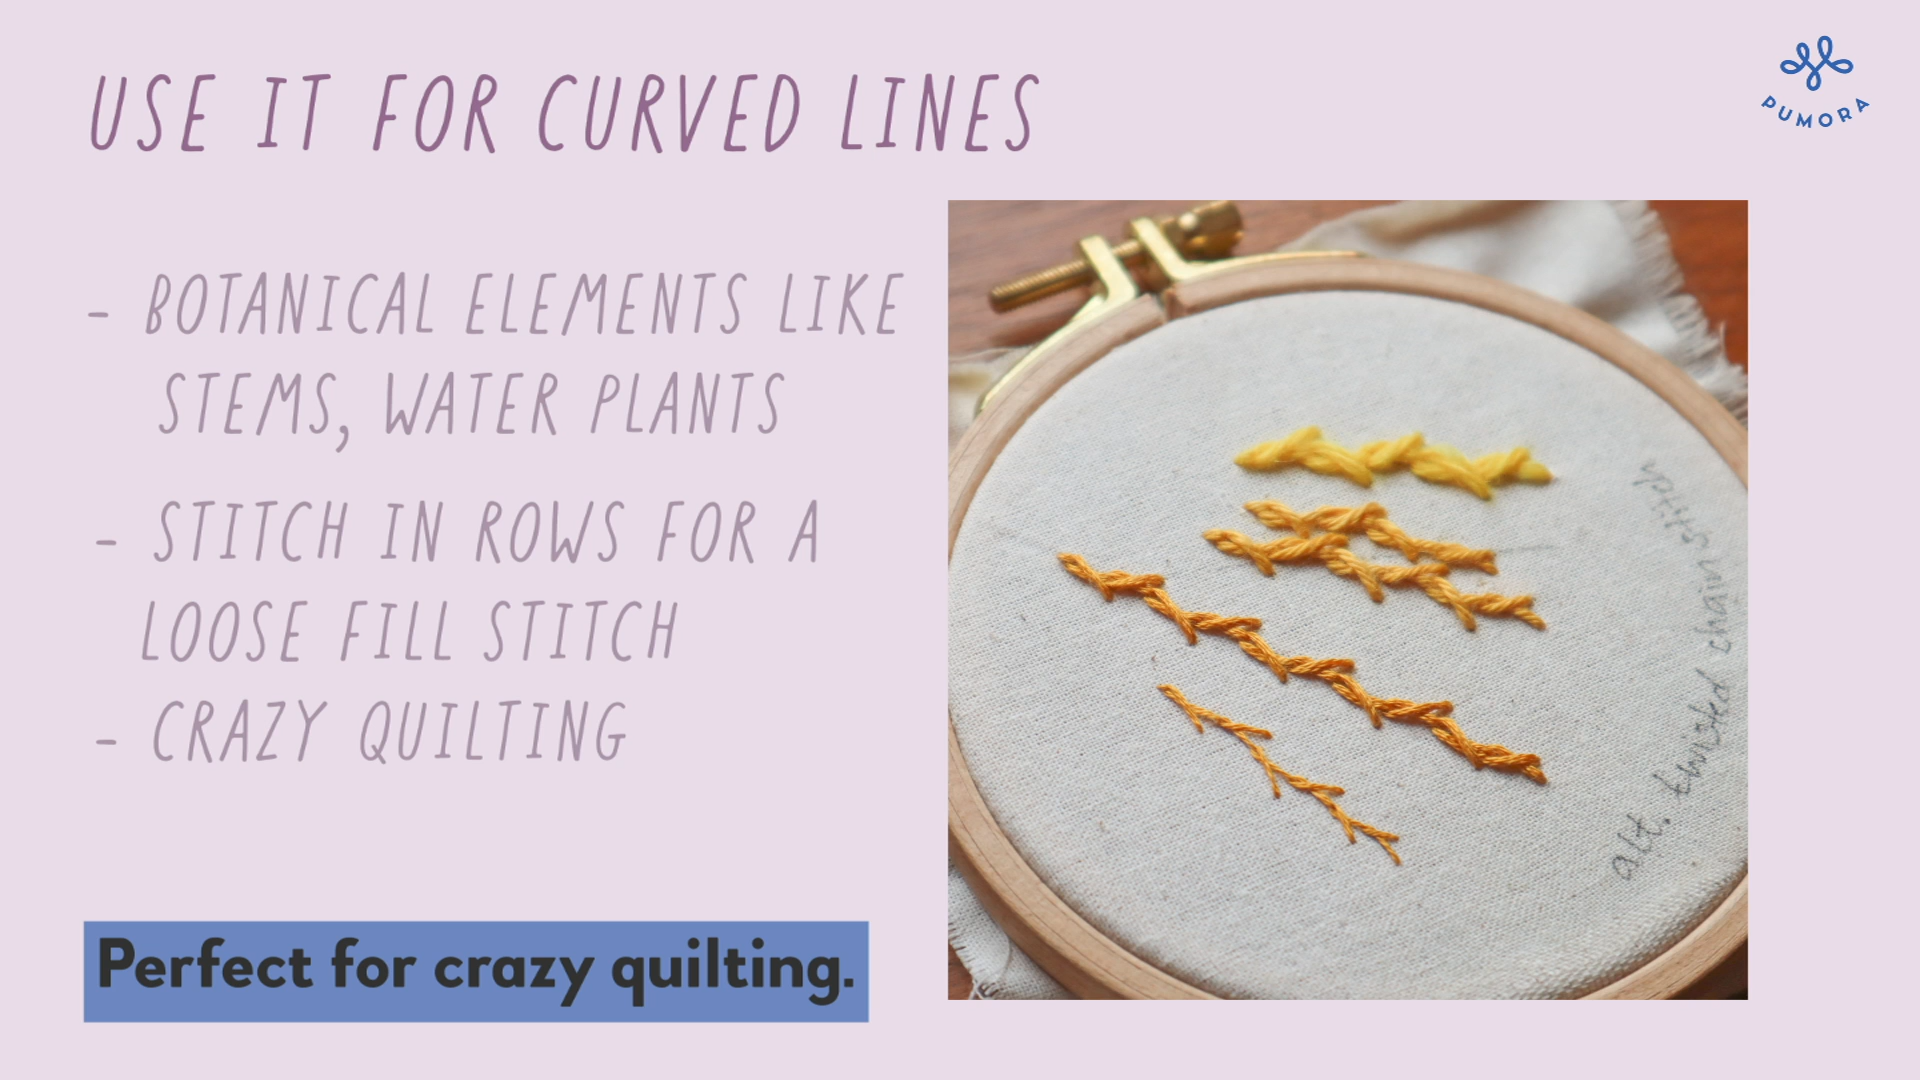 USE IT FOR CURVED LINES
PUMORA
- BOTANICAL ELEMENTS LIKE
STEMS, WATER PLANTS
- STITCH IN ROWS FOR A
LOOSE FILL STITCH
- CRAZY QUILTING
Perfect for crazy quilting.
alt. twisted chain stitch